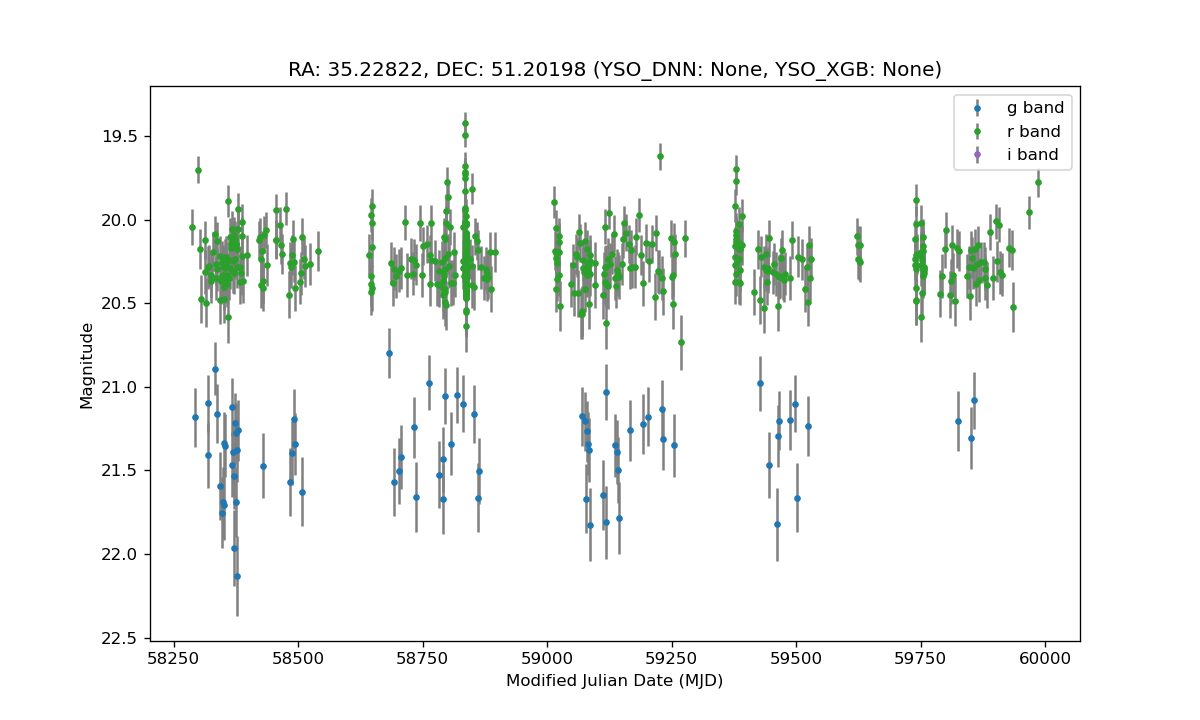 RA: 35.22822, DEC: 51.20198 (YSO_DNN: None, YSO_XGB: None)
g band
r band
i band
19.5
20.0
20.5
21.0
21.5
22.0
22.5
Magnitude
58250 58500 58750 59000 59250 59500 59750 60000
Modified Julian Date (MJD)